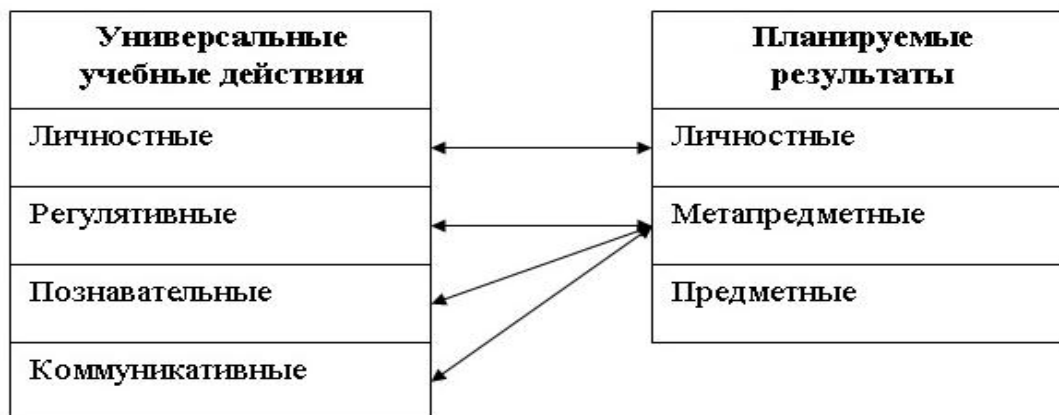 Универсальные
учебные действия
Личностные
Регулятивные
Познавательные
Коммуникативные
Планируемые
результаты
Личностные
Метапредметные
Предметные